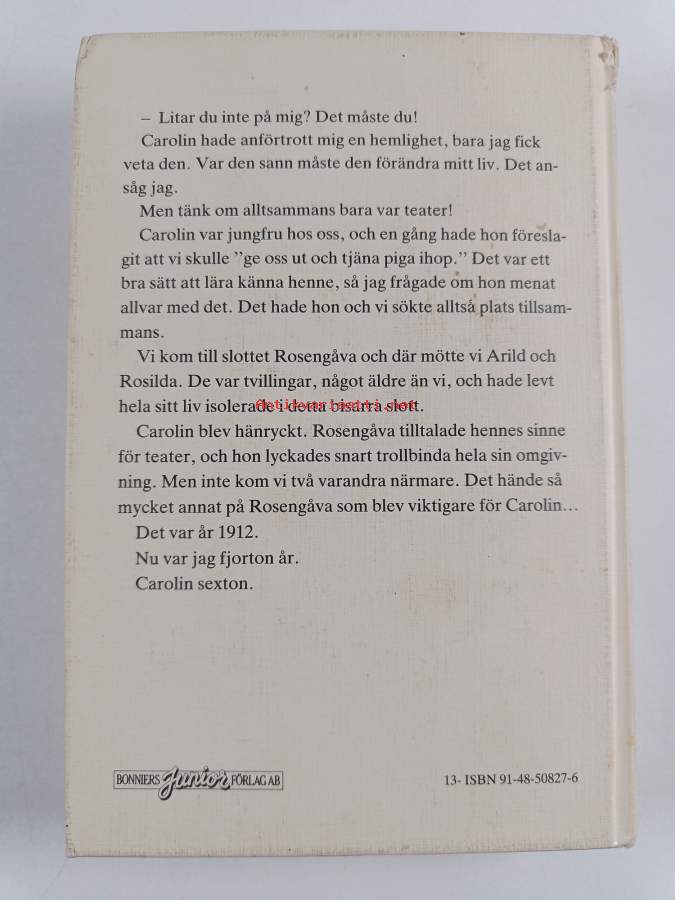 – Litar du inte på mig? Det måste du!
Carolin hade anförtrott mig en hemlighet, bara jag fick
veta den. Var den sann måste den förändra mitt liv. Det an-
såg jag.
Men tänk om alltsammans bara var teater!
Carolin var jungfru hos oss, och en gång hade hon föresla-
git att vi skulle ”ge oss ut och tjäna piga ihop.” Det var ett
bra sätt att lära känna henne, så jag frågade om hon menat
allvar med det. Det hade hon och vi sökte alltså plats tillsam-
mans.
Vi kom till slottet Rosengåva och där mötte vi Arild och
Rosilda. De var tvillingar, något äldre än vi, och hade levt
hela sitt liv isolerade i detta bisarra slott.
Carolin blev hänryckt. Rosengåva tilltalade hennes sinne
för teater, och hon lyckades snart trollbinda hela sin omgiv-
ning. Men inte kom vi två varandra närmare. Det hände så
mycket annat på Rosengåva som blev viktigare för Carolin...
Det var år 1912.
Nu var jag fjorton år.
Carolin sexton.
BONNIERS Junior FÖRLAG AB
13- ISBN 91-48-50827-6